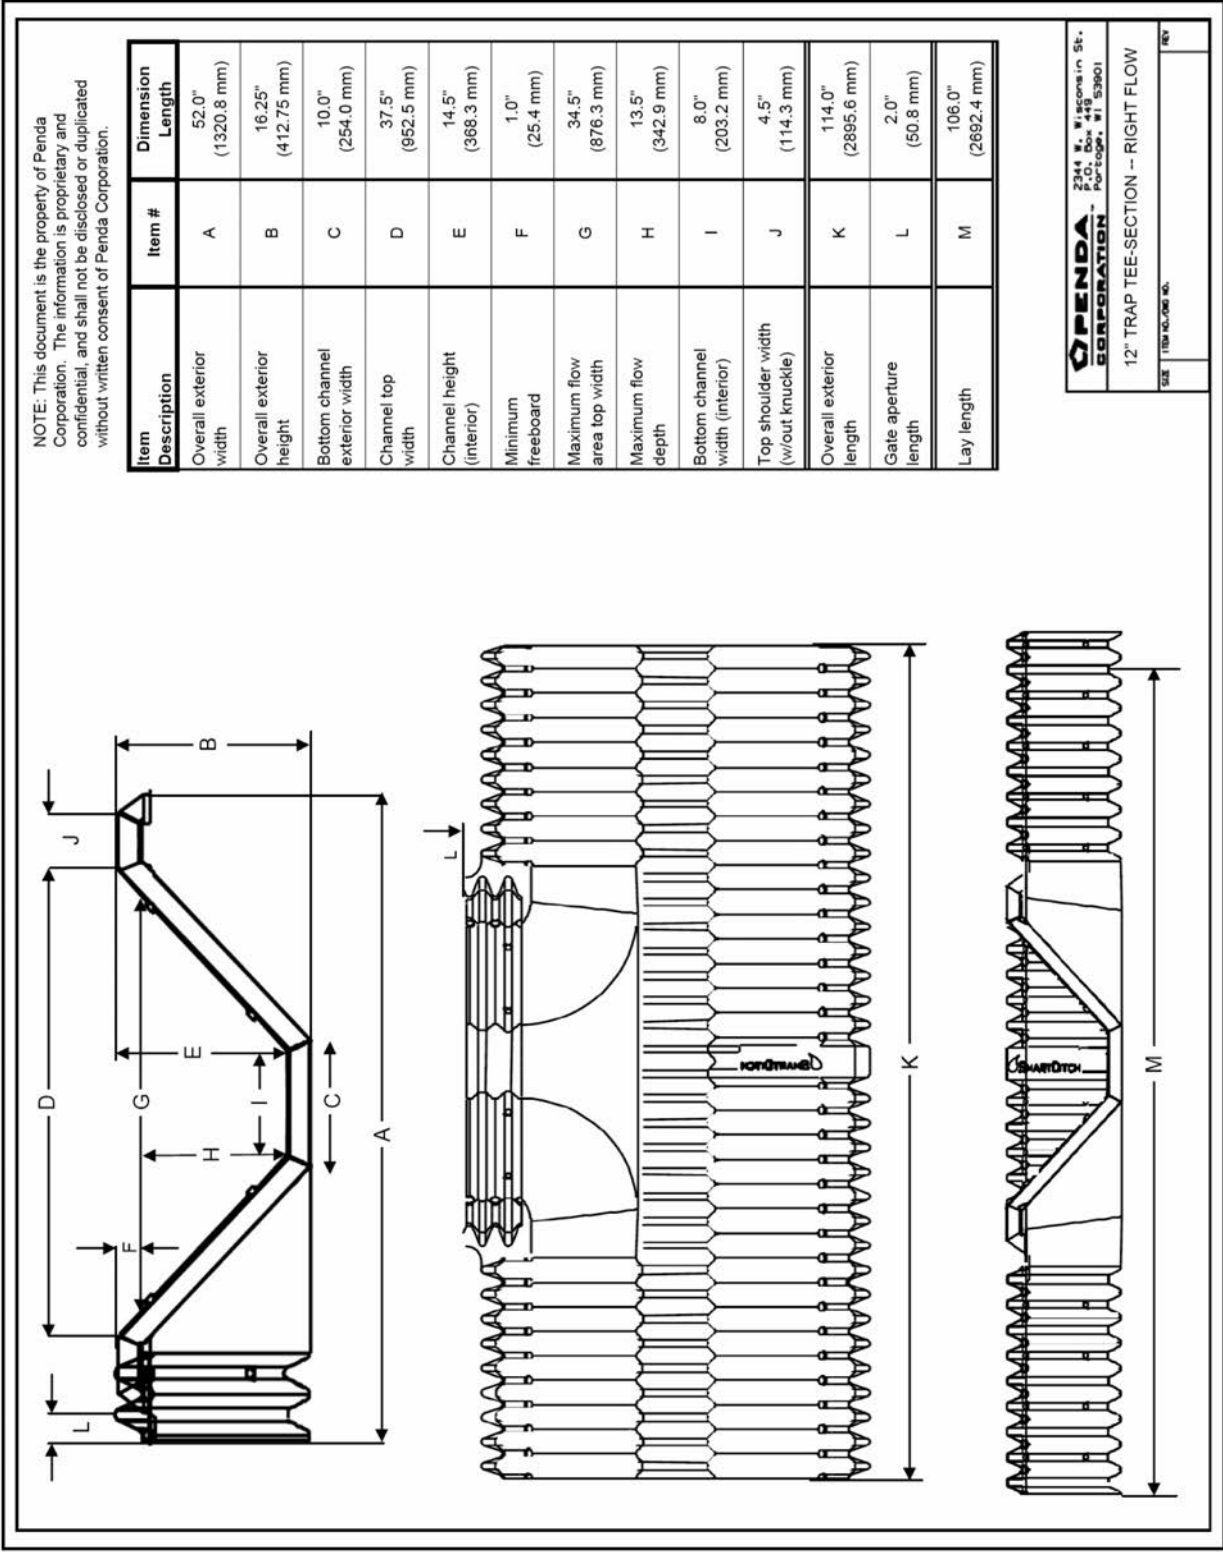 NOTE: This document is the property of Penda
Corporation. The information is proprietary and
confidential, and shall not be disclosed or duplicated
without written consent of Penda Corporation.
Item Description Item # Dimension Length
Overall exterior width A 52.0" (1320.8 mm)
Overall exterior height B 16.25" (412.75 mm)
Bottom channel exterior width C 10.0" (254.0 mm)
Channel top width D 37.5" (952.5 mm)
Channel height (interior) E 14.5" (368.3 mm)
Minimum freeboard F 1.0" (25.4 mm)
Maximum flow area top width G 34.5" (876.3 mm)
Maximum flow depth H 13.5" (342.9 mm)
Bottom channel width (interior) I 8.0" (203.2 mm)
Top shoulder width (w/out knuckle) J 4.5" (114.3 mm)
Overall exterior length K 114.0" (2895.6 mm)
Gate aperture length L 2.0" (50.8 mm)
Lay length M 106.0" (2692.4 mm)
L
D
J
F
G
H
E
I
C
B
A
L
SMARTDITCH
K
SMARTDITCH
M
PENDA
CORPORATION
2344 W. Wisconsin St.
P.O. Box 449
Portage, WI 53901
12" TRAP TEE-SECTION -- RIGHT FLOW
SIZE ITEM NO./DWG NO. REV